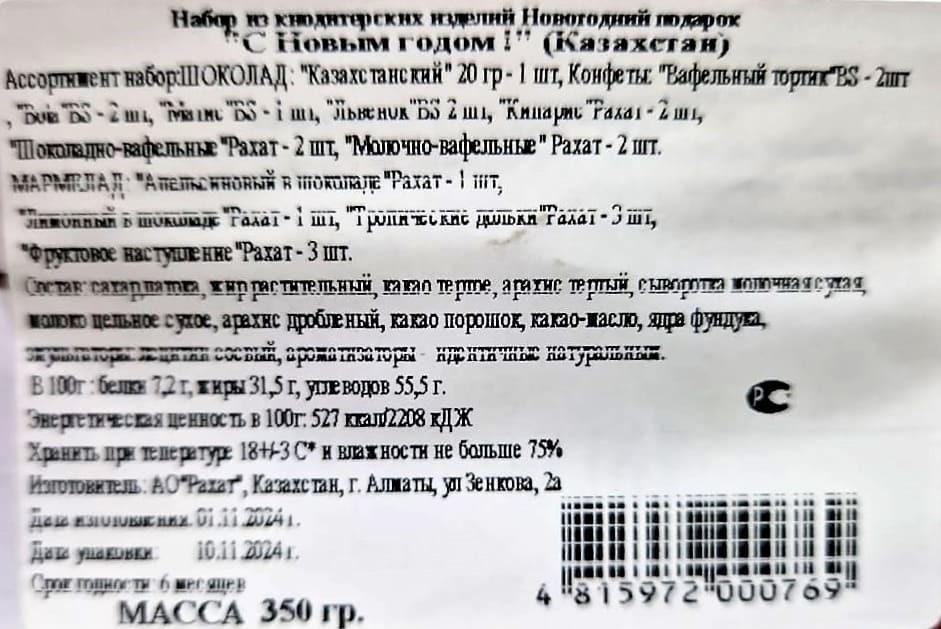 Набор из кнодитерских изделий Новогодний подарок
"С Новым годом !" (Казахстан)
Ассортимент набор:ШОКОЛАД: "Казахстанский" 20 гр - 1 шт, Конфеты: "Вафельный тортик"BS - 2шт
, "BS - 2 шт, BS - 1 шт, "Львенок"BS 2 шт, "Кипарис"Рахат - 2 шт,
"Шоколадно-вафельные"Рахат - 2 шт, "Молочно-вафельные" Рахат - 2 шт.
МАРМЕЛАД: "Апельсиновый в шоколаде"Рахат - 1 шт,
"Лимонный в шоколаде"Рахат - 1 шт, "Тропические дольки"Рахат - 3 шт,
"Фруктовое наступление"Рахат - 3 шт.
Состав: сахар патока, жир растительный, какао тертое, арахис тертый, сыворотка молочная сухая,
молоко цельное сухое, арахис дробленый, какао порошок, какао-масло, ядра фундука,
лецитин соевый, ароматизаторы - идентичные натуральным.
В 100г : белки 7,2 г, жиры 31,5 г, углеводов 55,5 г.
Энергетическая ценность в 100г: 527 ккал/2208 кДЖ
Хранить при температуре 18+/-3 С* и влажности не больше 75%
Изготовитель: АО"Рахат", Казахстан, г. Алматы, ул Зенкова, 2а
Дата изготовления. 01.11.2024 г.
Дата упаковки: 10.11.2024 г.
Срок годности: 6 месяцев
МАССА 350 гр.
4 815972 000769